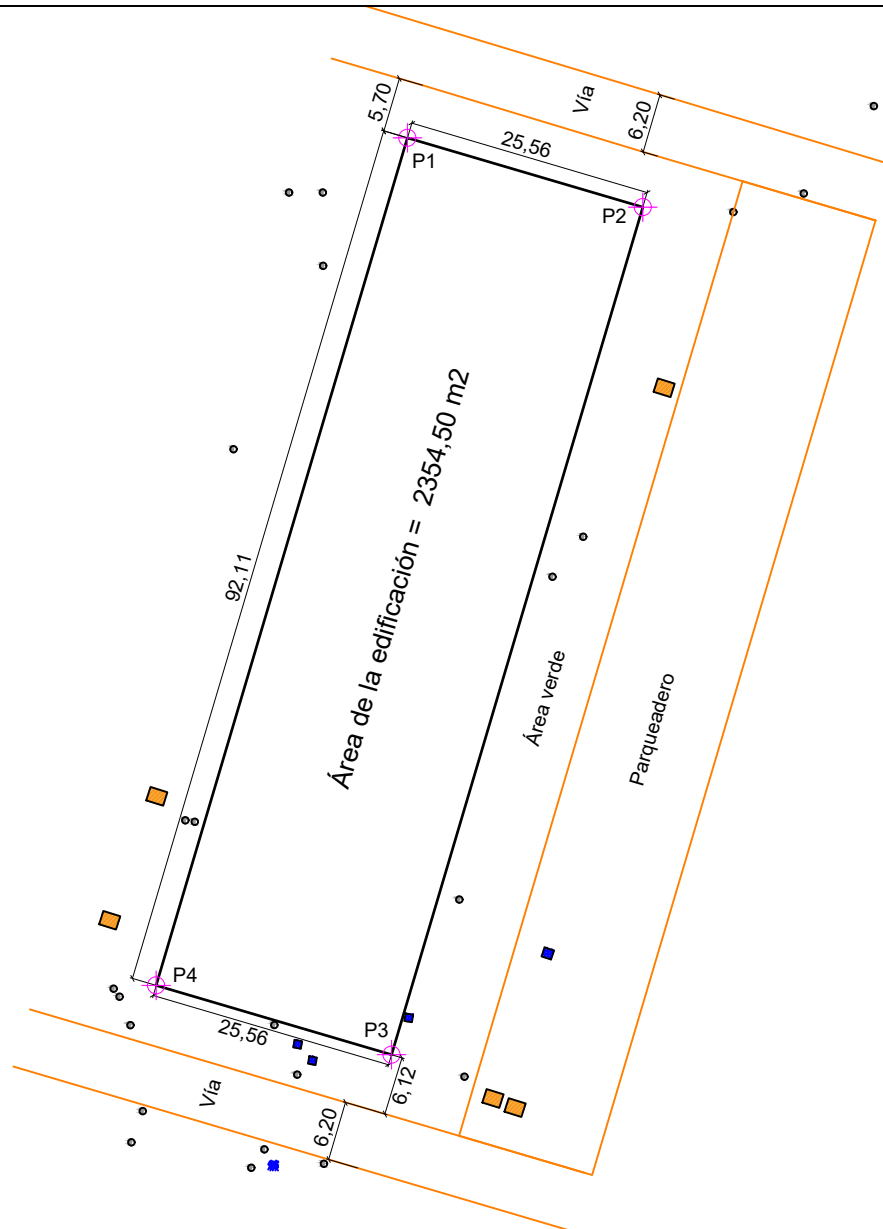 5,70
Vía
6,20
25,56
P1
P2
Área de la edificación = 2354,50 m2
92,11
Área verde
Parqueadero
P4
P3
25,56
6,12
Vía
6,20